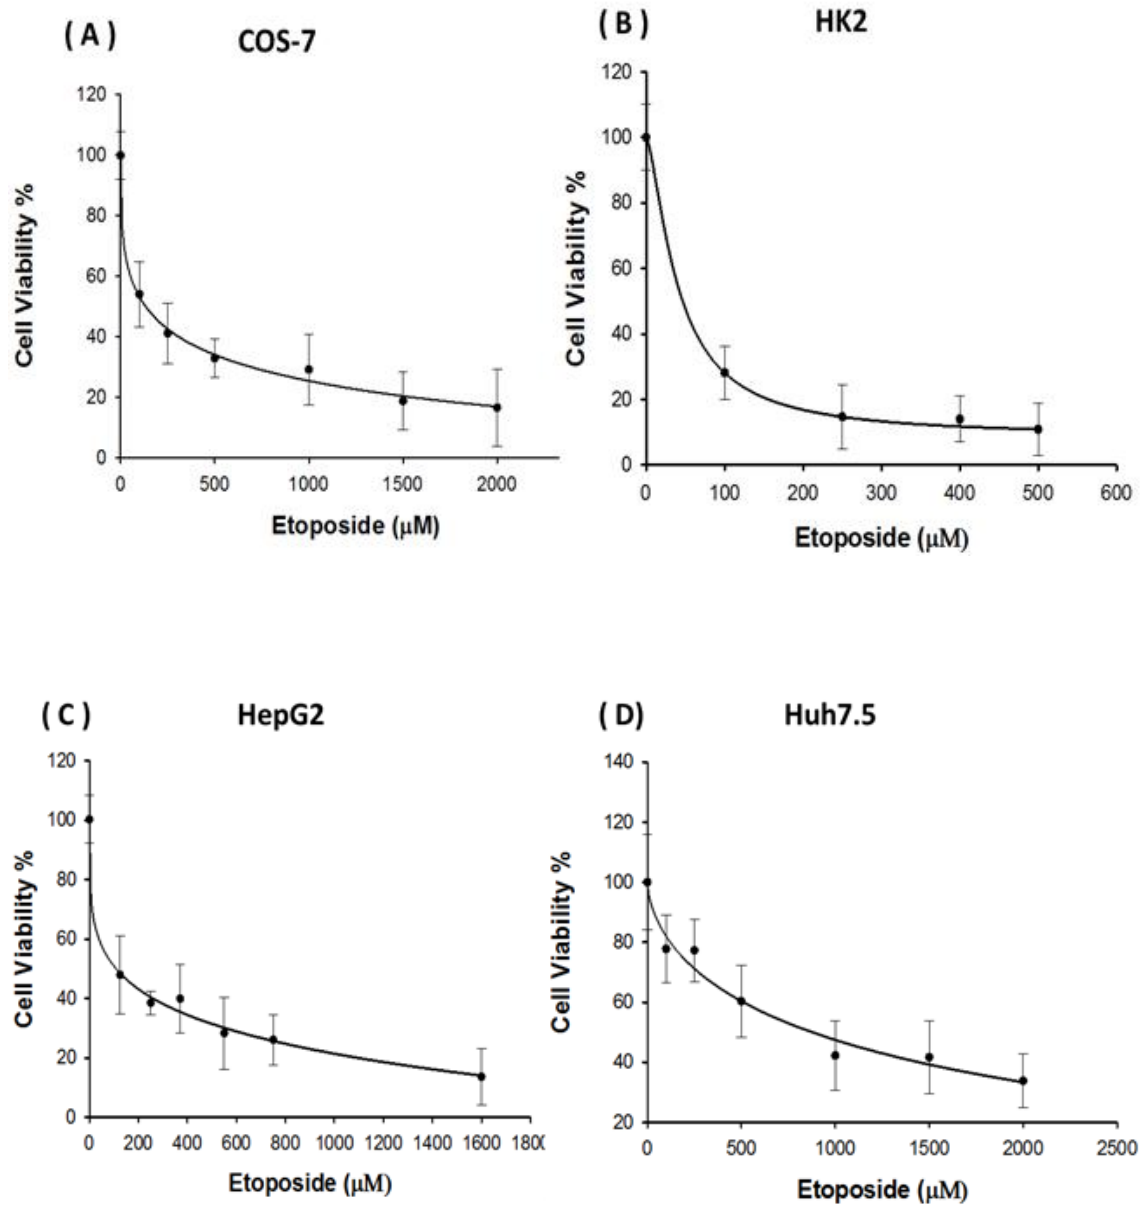 ( A )
COS-7
120
100
80
60
40
20
0
Cell Viability %
0 500 1000 1500 2000
Etoposide (μM)
( B )
HK2
120
100
80
60
40
20
0
Cell Viability %
0 100 200 300 400 500 600
Etoposide (μM)
( C )
HepG2
120
100
80
60
40
20
0
Cell Viability %
0 200 400 600 800 1000 1200 1400 1600 1800
Etoposide (μM)
( D )
Huh7.5
140
120
100
80
60
40
20
Cell Viability %
0 500 1000 1500 2000 2500
Etoposide (μM)